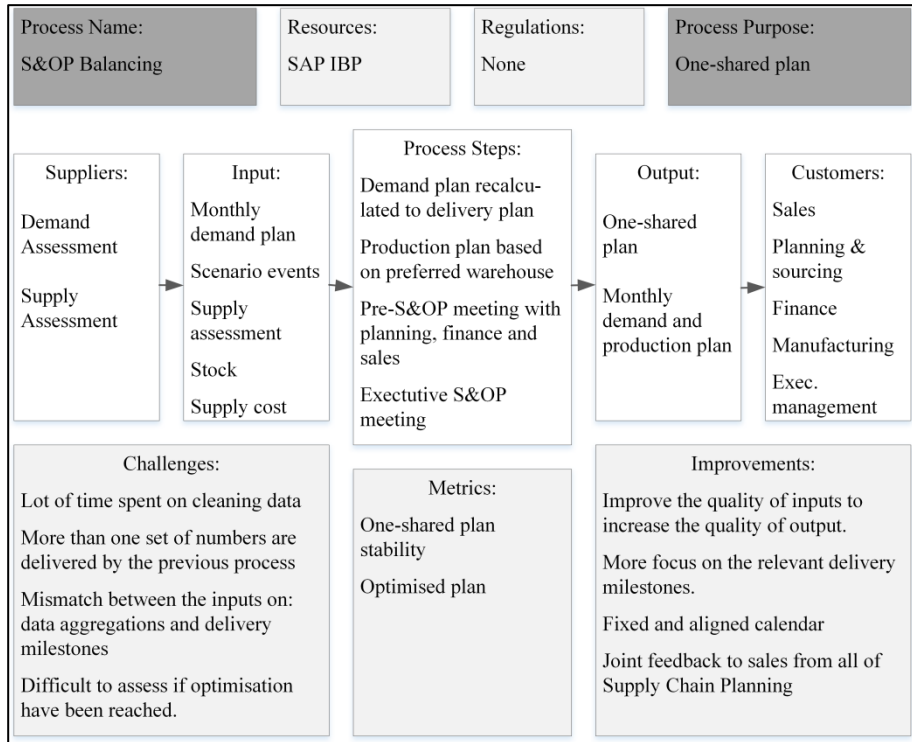 Process Name:
S&OP Balancing
Resources:
SAP IBP
Regulations:
None
Process Purpose:
One-shared plan
Suppliers:
Demand
Assessment
Supply
Assessment
Input:
Monthly
demand plan
Scenario events
Supply
assessment
Stock
Supply cost
Process Steps:
Demand plan recalcu-
lated to delivery plan
Production plan based
on preferred warehouse
Pre-S&OP meeting with
planning, finance and
sales
Exectutive S&OP
meeting
Output:
One-shared
plan
Monthly
demand and
production plan
Customers:
Sales
Planning &
sourcing
Finance
Manufacturing
Exec.
management
Challenges:
Lot of time spent on cleaning data
More than one set of numbers are
delivered by the previous process
Mismatch between the inputs on:
data aggregations and delivery
milestones
Difficult to assess if optimisation
have been reached.
Metrics:
One-shared plan
stability
Optimised plan
Improvements:
Improve the quality of inputs to
increase the quality of output.
More focus on the relevant delivery
milestones.
Fixed and aligned calendar
Joint feedback to sales from all of
Supply Chain Planning